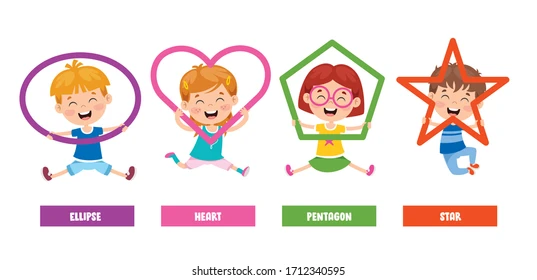 ELLIPSE
HEART
PENTAGON
STAR
shutterstock.com · 1712340595